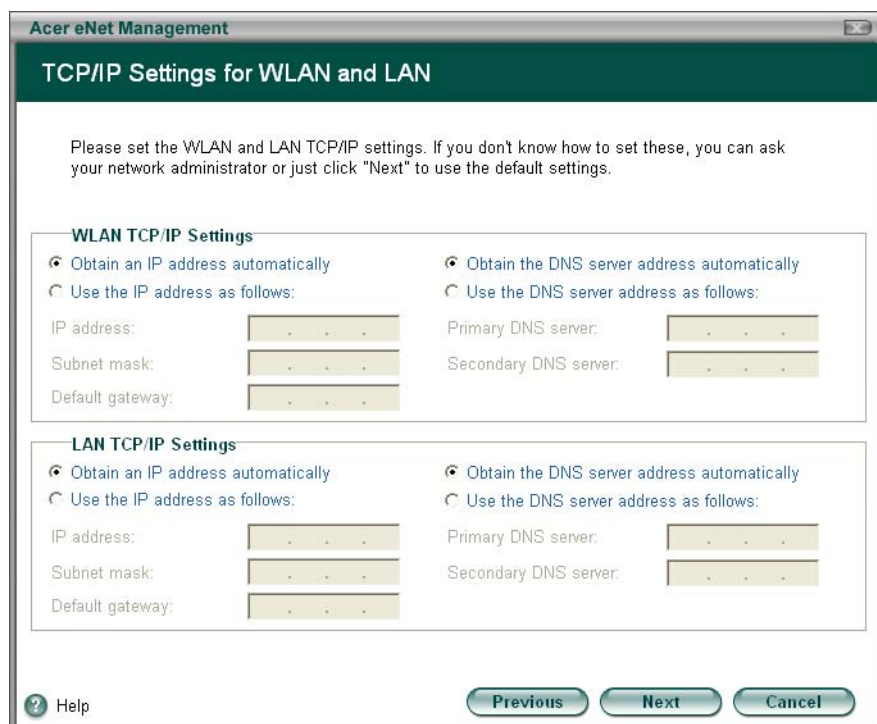 Acer eNet Management
TCP/IP Settings for WLAN and LAN
Please set the WLAN and LAN TCP/IP settings. If you don't know how to set these, you can ask
your network administrator or just click "Next" to use the default settings.
WLAN TCP/IP Settings
Obtain an IP address automatically
Use the IP address as follows:
IP address:
Subnet mask:
Default gateway:
Obtain the DNS server address automatically
Use the DNS server address as follows:
Primary DNS server:
Secondary DNS server:
LAN TCP/IP Settings
Obtain an IP address automatically
Use the IP address as follows:
IP address:
Subnet mask:
Default gateway:
Obtain the DNS server address automatically
Use the DNS server address as follows:
Primary DNS server:
Secondary DNS server:
? Help
Previous
Next
Cancel